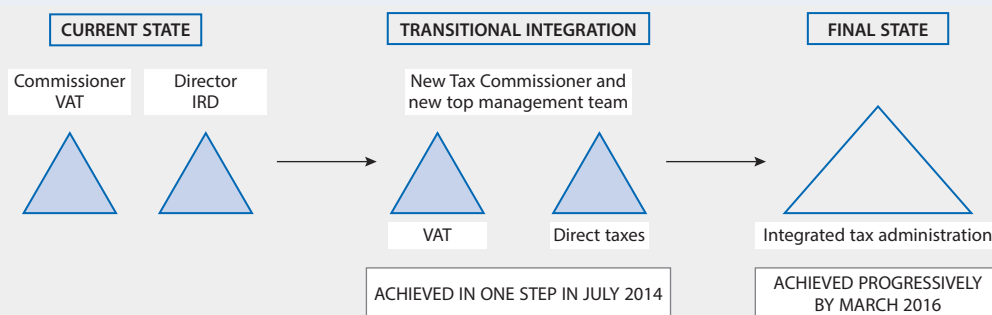 CURRENT STATE
TRANSITIONAL INTEGRATION
FINAL STATE
Commissioner
VAT
Director
IRD
New Tax Commissioner and
new top management team
VAT
Direct taxes
Integrated tax administration
ACHIEVED IN ONE STEP IN JULY 2014
ACHIEVED PROGRESSIVELY
BY MARCH 2016